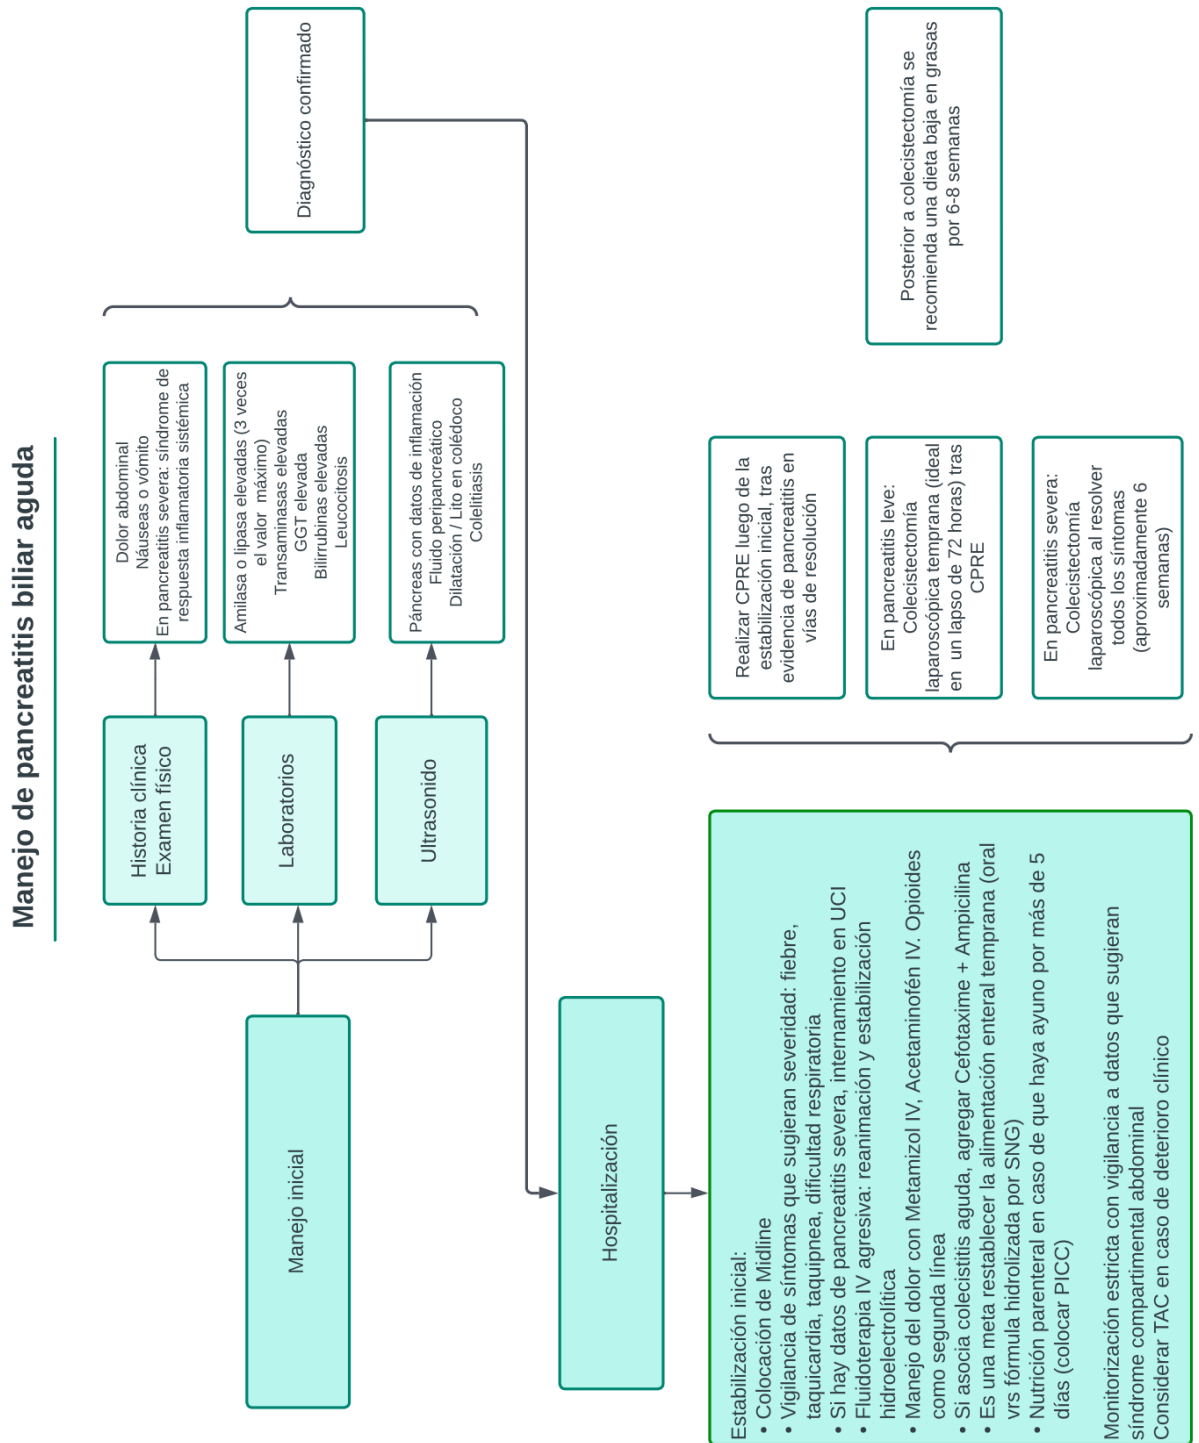 Manejo de pancreatitis biliar aguda
Manejo inicial
Historia clínica
Examen físico
Dolor abdominal
Náuseas o vómito
En pancreatitis severa: síndrome de
respuesta inflamatoria sistémica
Laboratorios
Amilasa o lipasa elevadas (3 veces
el valor máximo)
Transaminasas elevadas
GGT elevada
Bilirrubinas elevadas
Leucocitosis
Ultrasonido
Páncreas con datos de inflamación
Fluido peripancreático
Dilatación / Lito en colédoco
Colelitiasis
Diagnóstico confirmado
Hospitalización
Estabilización inicial:
• Colocación de Midline
• Vigilancia de síntomas que sugieran severidad: fiebre,
taquicardia, taquipnea, dificultad respiratoria
• Si hay datos de pancreatitis severa, internamiento en UCI
• Fluidoterapia IV agresiva: reanimación y estabilización
hidroelectrolítica
• Manejo del dolor con Metamizol IV, Acetaminofén IV. Opioides
como segunda línea
• Si asocia colecistitis aguda, agregar Cefotaxime + Ampicilina
• Es una meta restablecer la alimentación enteral temprana (oral
vrs fórmula hidrolizada por SNG)
• Nutrición parenteral en caso de que haya ayuno por más de 5
días (colocar PICC)
Monitorización estricta con vigilancia a datos que sugieran
síndrome compartimental abdominal
Considerar TAC en caso de deterioro clínico
Realizar CPRE luego de la
estabilización inicial, tras
evidencia de pancreatitis en
vías de resolución
En pancreatitis leve:
Colecistectomía
laparoscópica temprana (ideal
en un lapso de 72 horas) tras
CPRE
En pancreatitis severa:
Colecistectomía
laparoscópica al resolver
todos los síntomas
(aproximadamente 6
semanas)
Posterior a colecistectomía se
recomienda una dieta baja en grasas
por 6-8 semanas